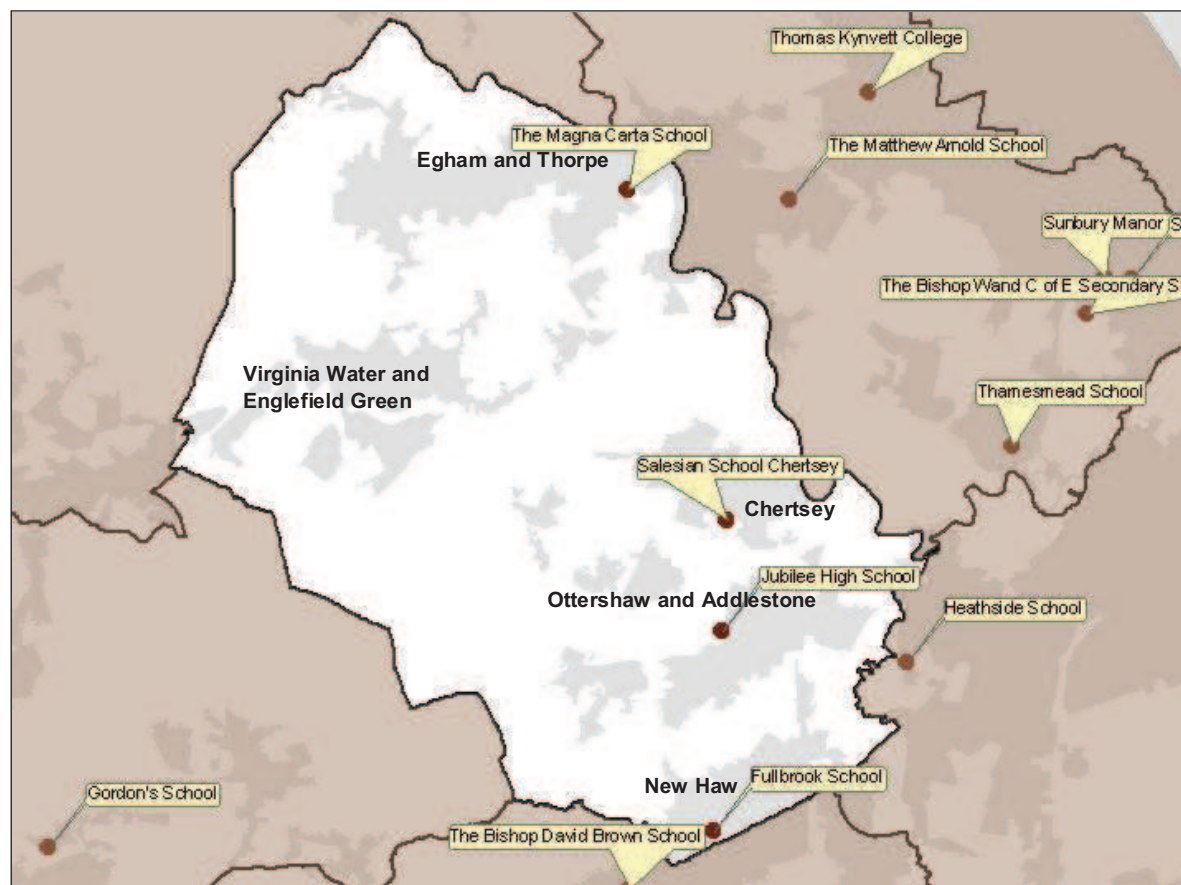 Thomas Kynvett College
The Magna Carta School
The Matthew Arnold School
Egham and Thorpe
Sunbury Manor
S
The Bishop Wand C of E Secondary S
Virginia Water and
Englefield Green
Thamesmead School
Salesian School Chertsey
Chertsey
Jubilee High School
Ottershaw and Addlestone
Heathside School
New Haw
Fullbrook School
Gordon's School
The Bishop David Brown School